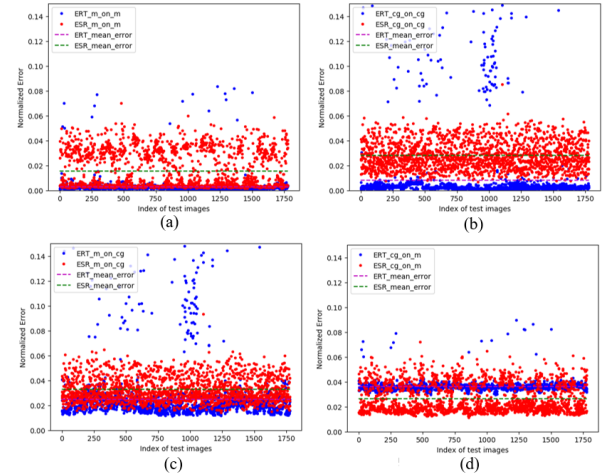 0.14
0.12
0.10
0.08
0.06
0.04
0.02
0.00
Normalized Error
ERT_m_on_m
ESR_m_on_m
ERT_mean_error
ESR_mean_error
0 250 500 750 1000 1250 1500 1750
Index of test images
(a)
0.14
0.12
0.10
0.08
0.06
0.04
0.02
0.00
Normalized Error
ERT_cg_on_cg
ESR_cg_on_cg
ERT_mean_error
ESR_mean_error
0 250 500 750 1000 1250 1500 1750
Index of test images
(b)
0.14
0.12
0.10
0.08
0.06
0.04
0.02
0.00
Normalized Error
ERT_m_on_cg
ESR_m_on_cg
ERT_mean_error
ESR_mean_error
0 250 500 750 1000 1250 1500 1750
Index of test images
(c)
0.14
0.12
0.10
0.08
0.06
0.04
0.02
0.00
Normalized Error
ERT_cg_on_m
ESR_cg_on_m
ERT_mean_error
ESR_mean_error
0 250 500 750 1000 1250 1500 1750
Index of test images
(d)